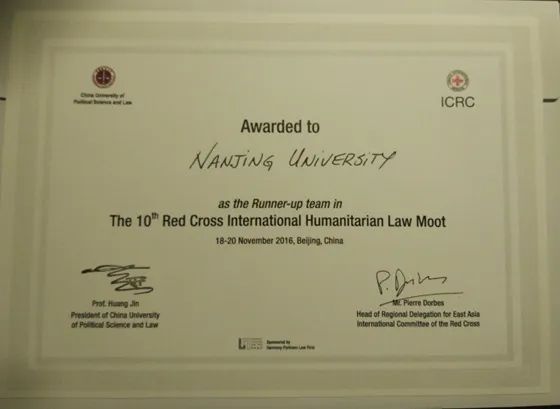 China University of
Political Science and Law
ICRC
Awarded to
NANJING UNIVERSITY
as the Runner-up team in
The 10th Red Cross International Humanitarian Law Moot
18-20 November 2016, Beijing, China
P. Dorbes
Prof. Huang Jin
President of China University
of Political Science and Law
Mr. Pierre Dorbes
Head of Regional Delegation for East Asia
International Committee of the Red Cross
Sponsored by